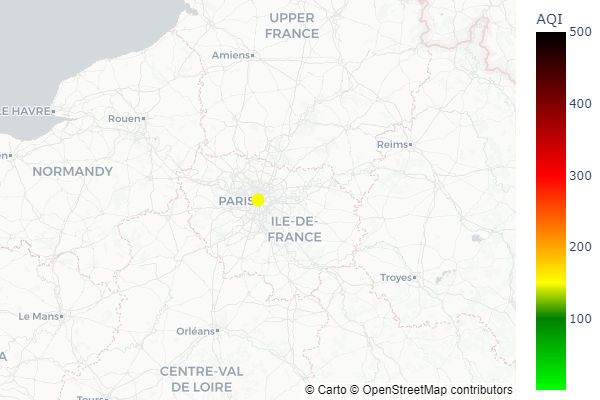 UPPER
FRANCE
Amiens
LE HAVRE
Rouen
Reims
NORMANDY
PARIS
ILE-DE-
FRANCE
Troyes
Le Mans
Orléans
CENTRE-VAL
DE LOIRE
© Carto © OpenStreetMap contributors
AQI
500
400
300
200
100